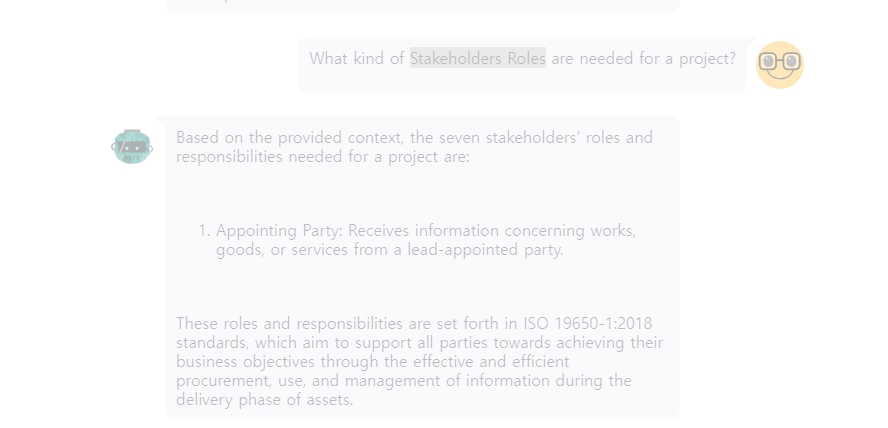 What kind of Stakeholders Roles are needed for a project?
Based on the provided context, the seven stakeholders' roles and
responsibilities needed for a project are:
1. Appointing Party: Receives information concerning works,
goods, or services from a lead-appointed party.
These roles and responsibilities are set forth in ISO 19650-1:2018
standards, which aim to support all parties towards achieving their
business objectives through the effective and efficient
procurement, use, and management of information during the
delivery phase of assets.